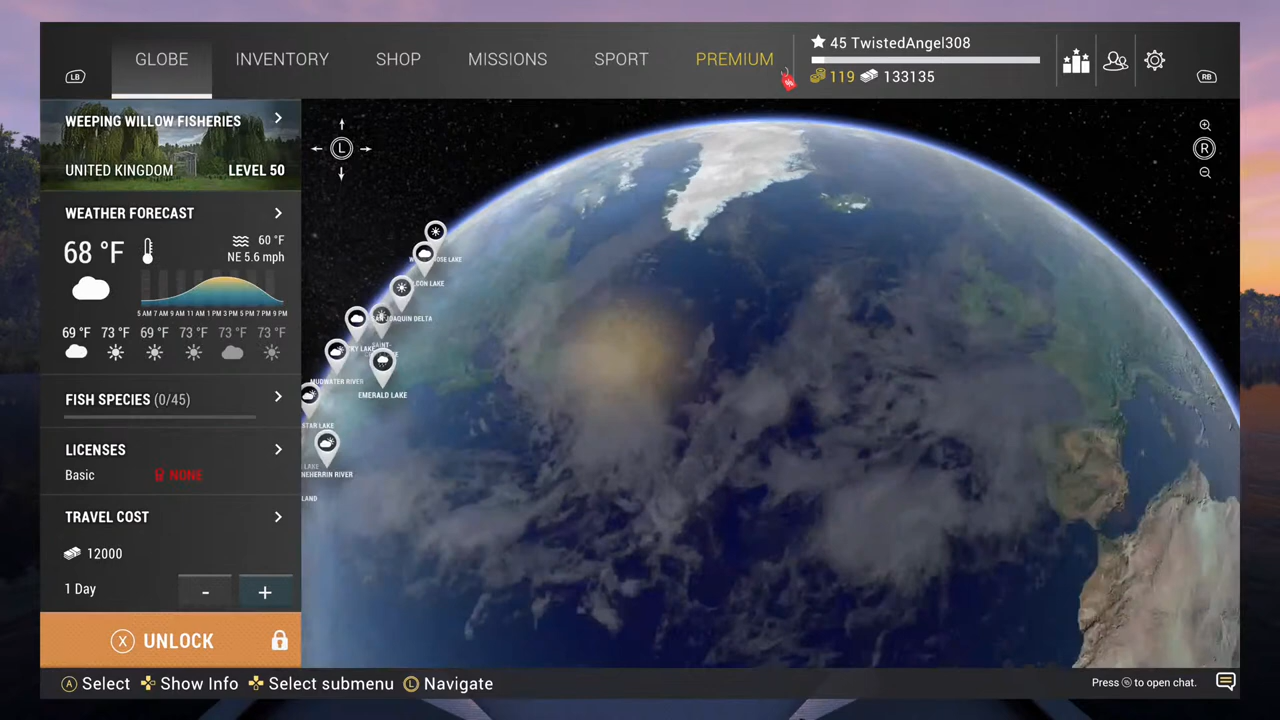 LB
GLOBE
INVENTORY
SHOP
MISSIONS
SPORT
PREMIUM
45 TwistedAngel308
119 133135
RB
WEEPING WILLOW FISHERIES
UNITED KINGDOM LEVEL 50
WEATHER FORECAST
68 °F
60 °F
NE 5.6 mph
5 AM 7 AM 9 AM 11 AM 1 PM 3 PM 5 PM 7 PM 9 PM
69 °F 73 °F 69 °F 73 °F 73 °F 73 °F
FISH SPECIES (0/45)
LICENSES
Basic NONE
TRAVEL COST
12000
1 Day - +
X UNLOCK
L
R
LAKE
CON LAKE
SAN JOAQUIN DELTA
SAINT-
MUDWATER RIVER
EMERALD LAKE
STAR LAKE
LAKE
NEHERRIN RIVER
LAND
A Select Show Info Select submenu L Navigate
Press to open chat.